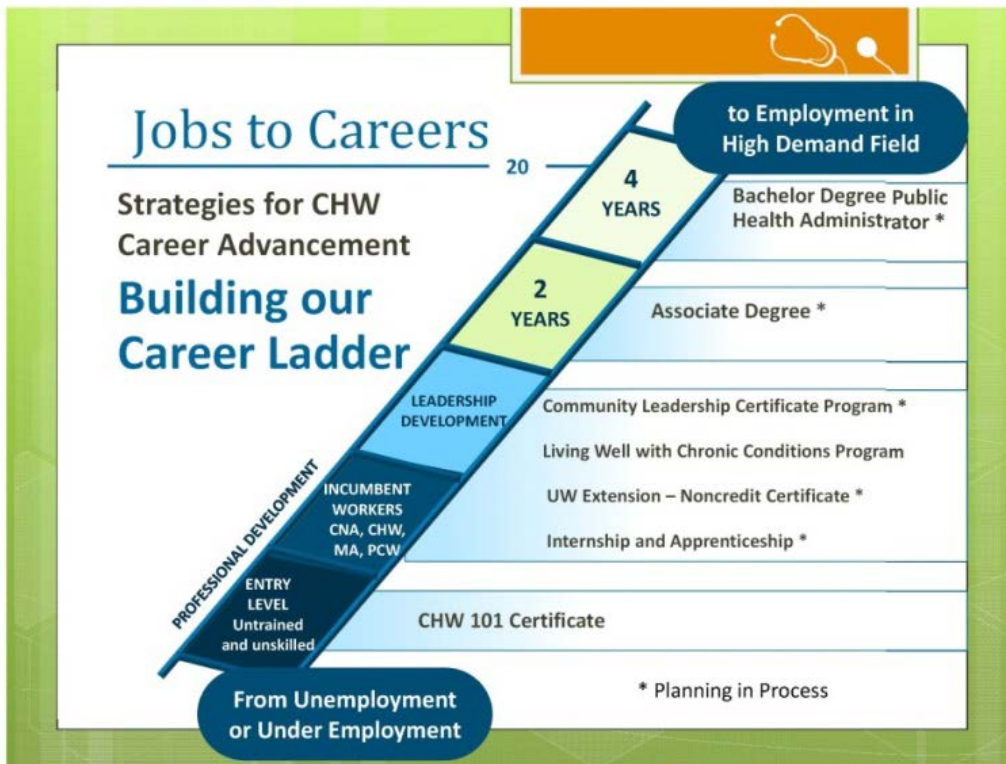 Jobs to Careers
20
Strategies for CHW
Career Advancement
Building our
Career Ladder
to Employment in
High Demand Field
4
YEARS
Bachelor Degree Public
Health Administrator *
2
YEARS
Associate Degree *
LEADERSHIP
DEVELOPMENT
Community Leadership Certificate Program *
Living Well with Chronic Conditions Program
UW Extension – Noncredit Certificate *
Internship and Apprenticeship *
PROFESSIONAL DEVELOPMENT
INCUMBENT
WORKERS
CNA, CHW,
MA, PCW
ENTRY
LEVEL
Untrained
and unskilled
CHW 101 Certificate
From Unemployment
or Under Employment
* Planning in Process